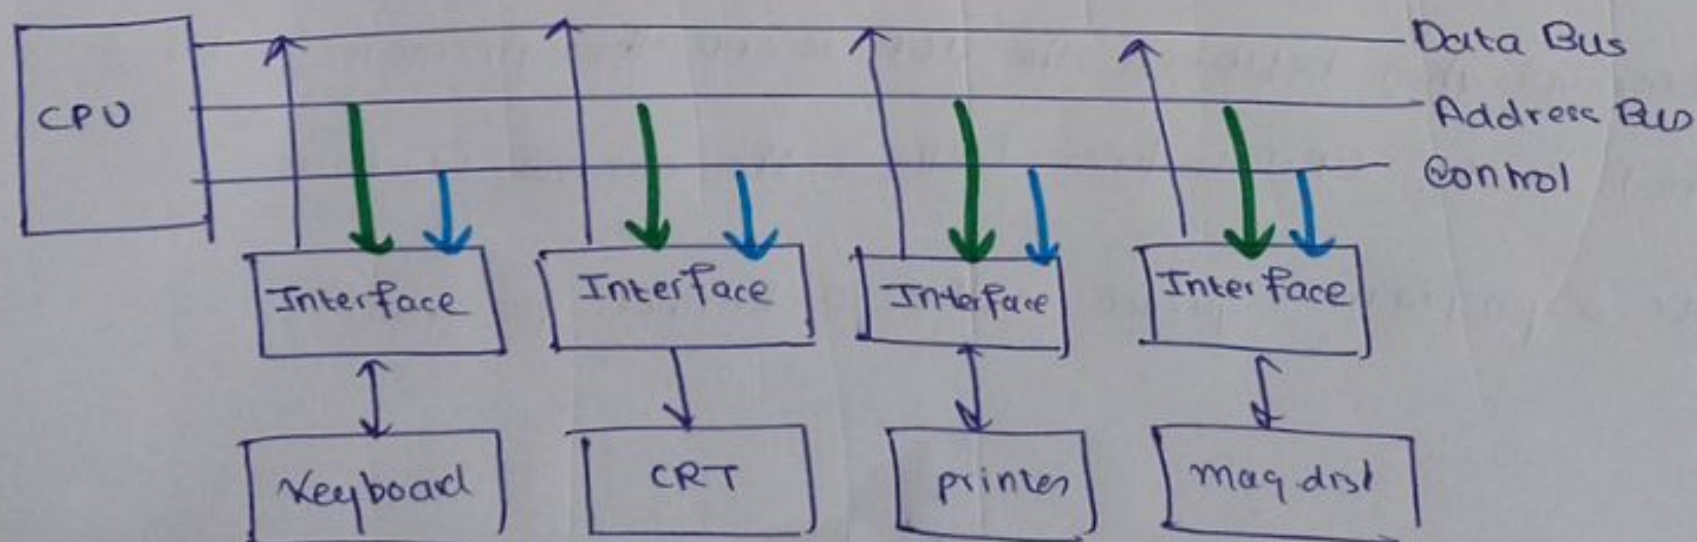 Data Bus
CPU
Address Bus
Control
Interface
Interface
Interface
Interface
Keyboard
CRT
printer
mag.disk